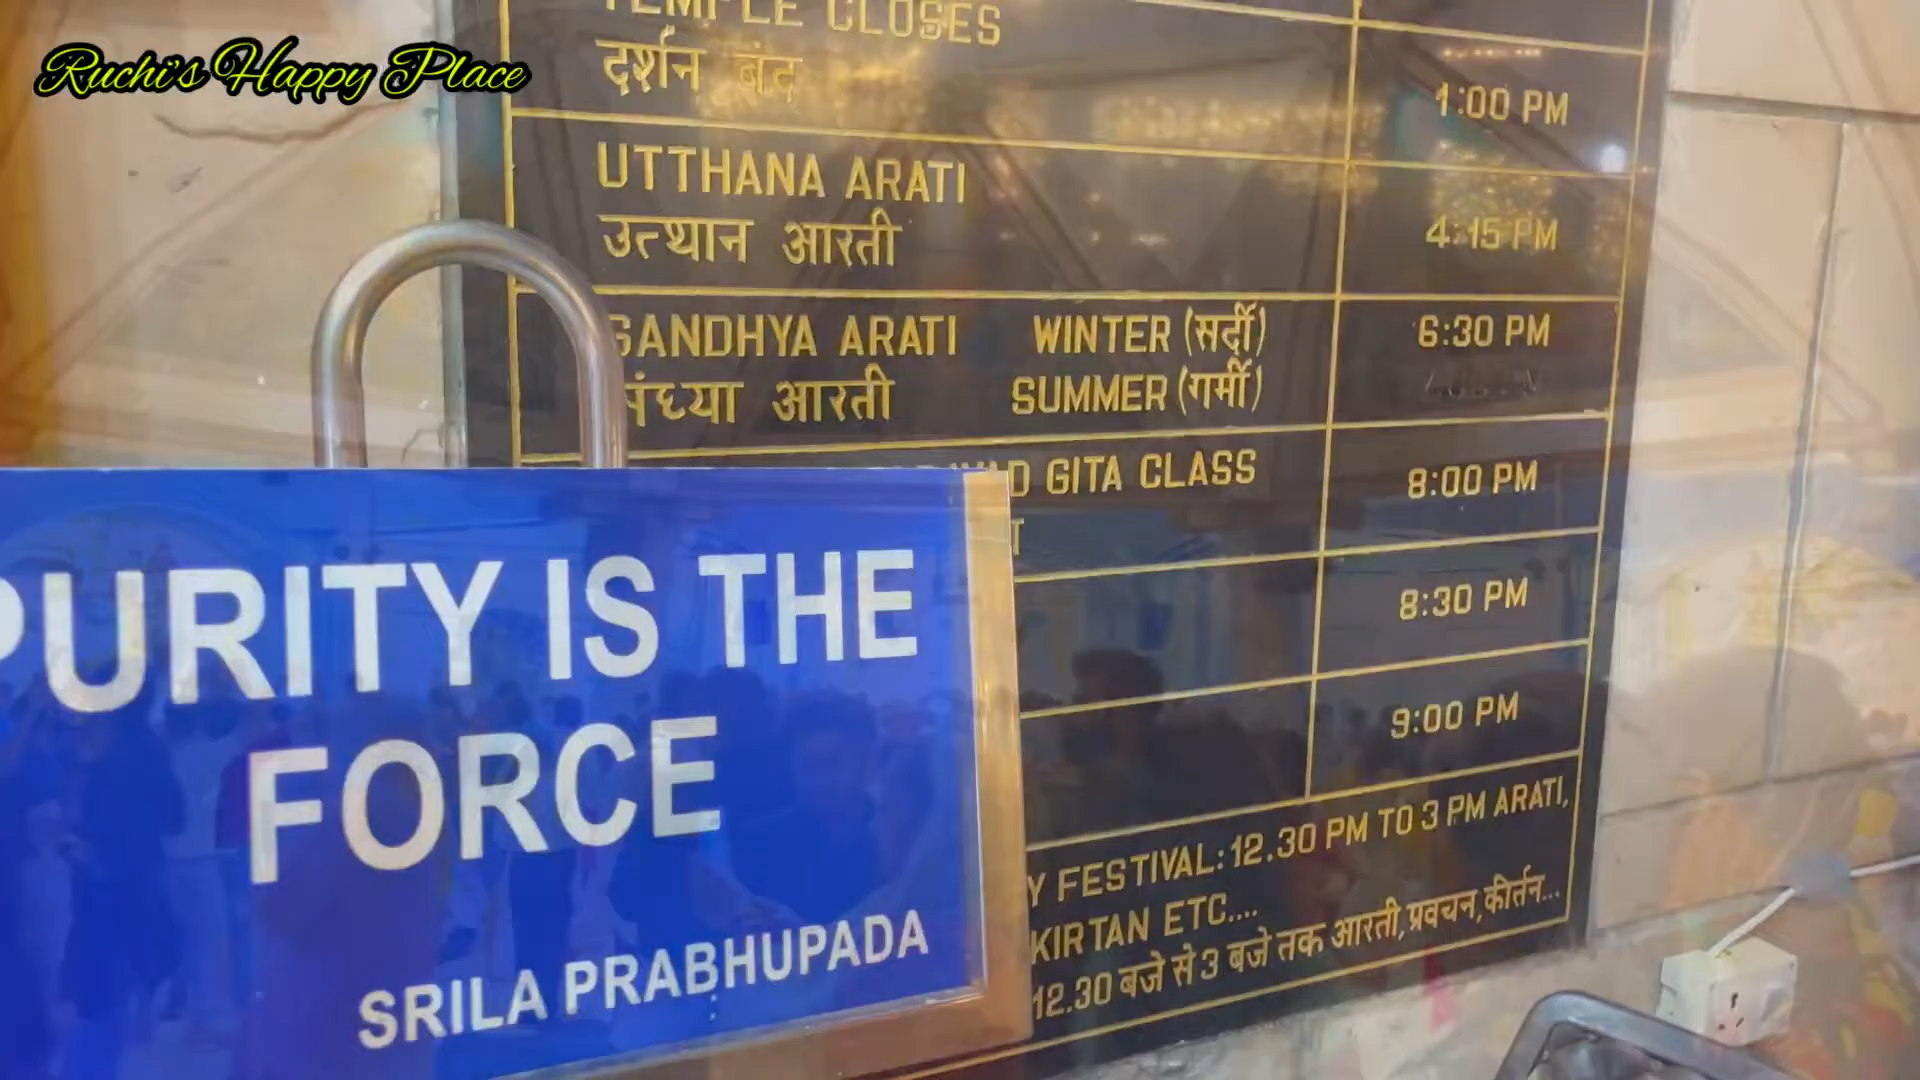 Ruchi's Happy Place
TEMPLE CLOSES
दर्शन बंद
1:00 PM
UTTHANA ARATI
उत्थान आरती
4:15 PM
SANDHYA ARATI WINTER (सर्दी) 6:30 PM
संध्या आरती SUMMER (गर्मी)
GITA CLASS
8:00 PM
8:30 PM
9:00 PM
Y FESTIVAL: 12.30 PM TO 3 PM ARATI,
KIRTAN ETC....
12.30 बजे से 3 बजे तक आरती, प्रवचन, कीर्तन...
PURITY IS THE
FORCE
SRILA PRABHUPADA